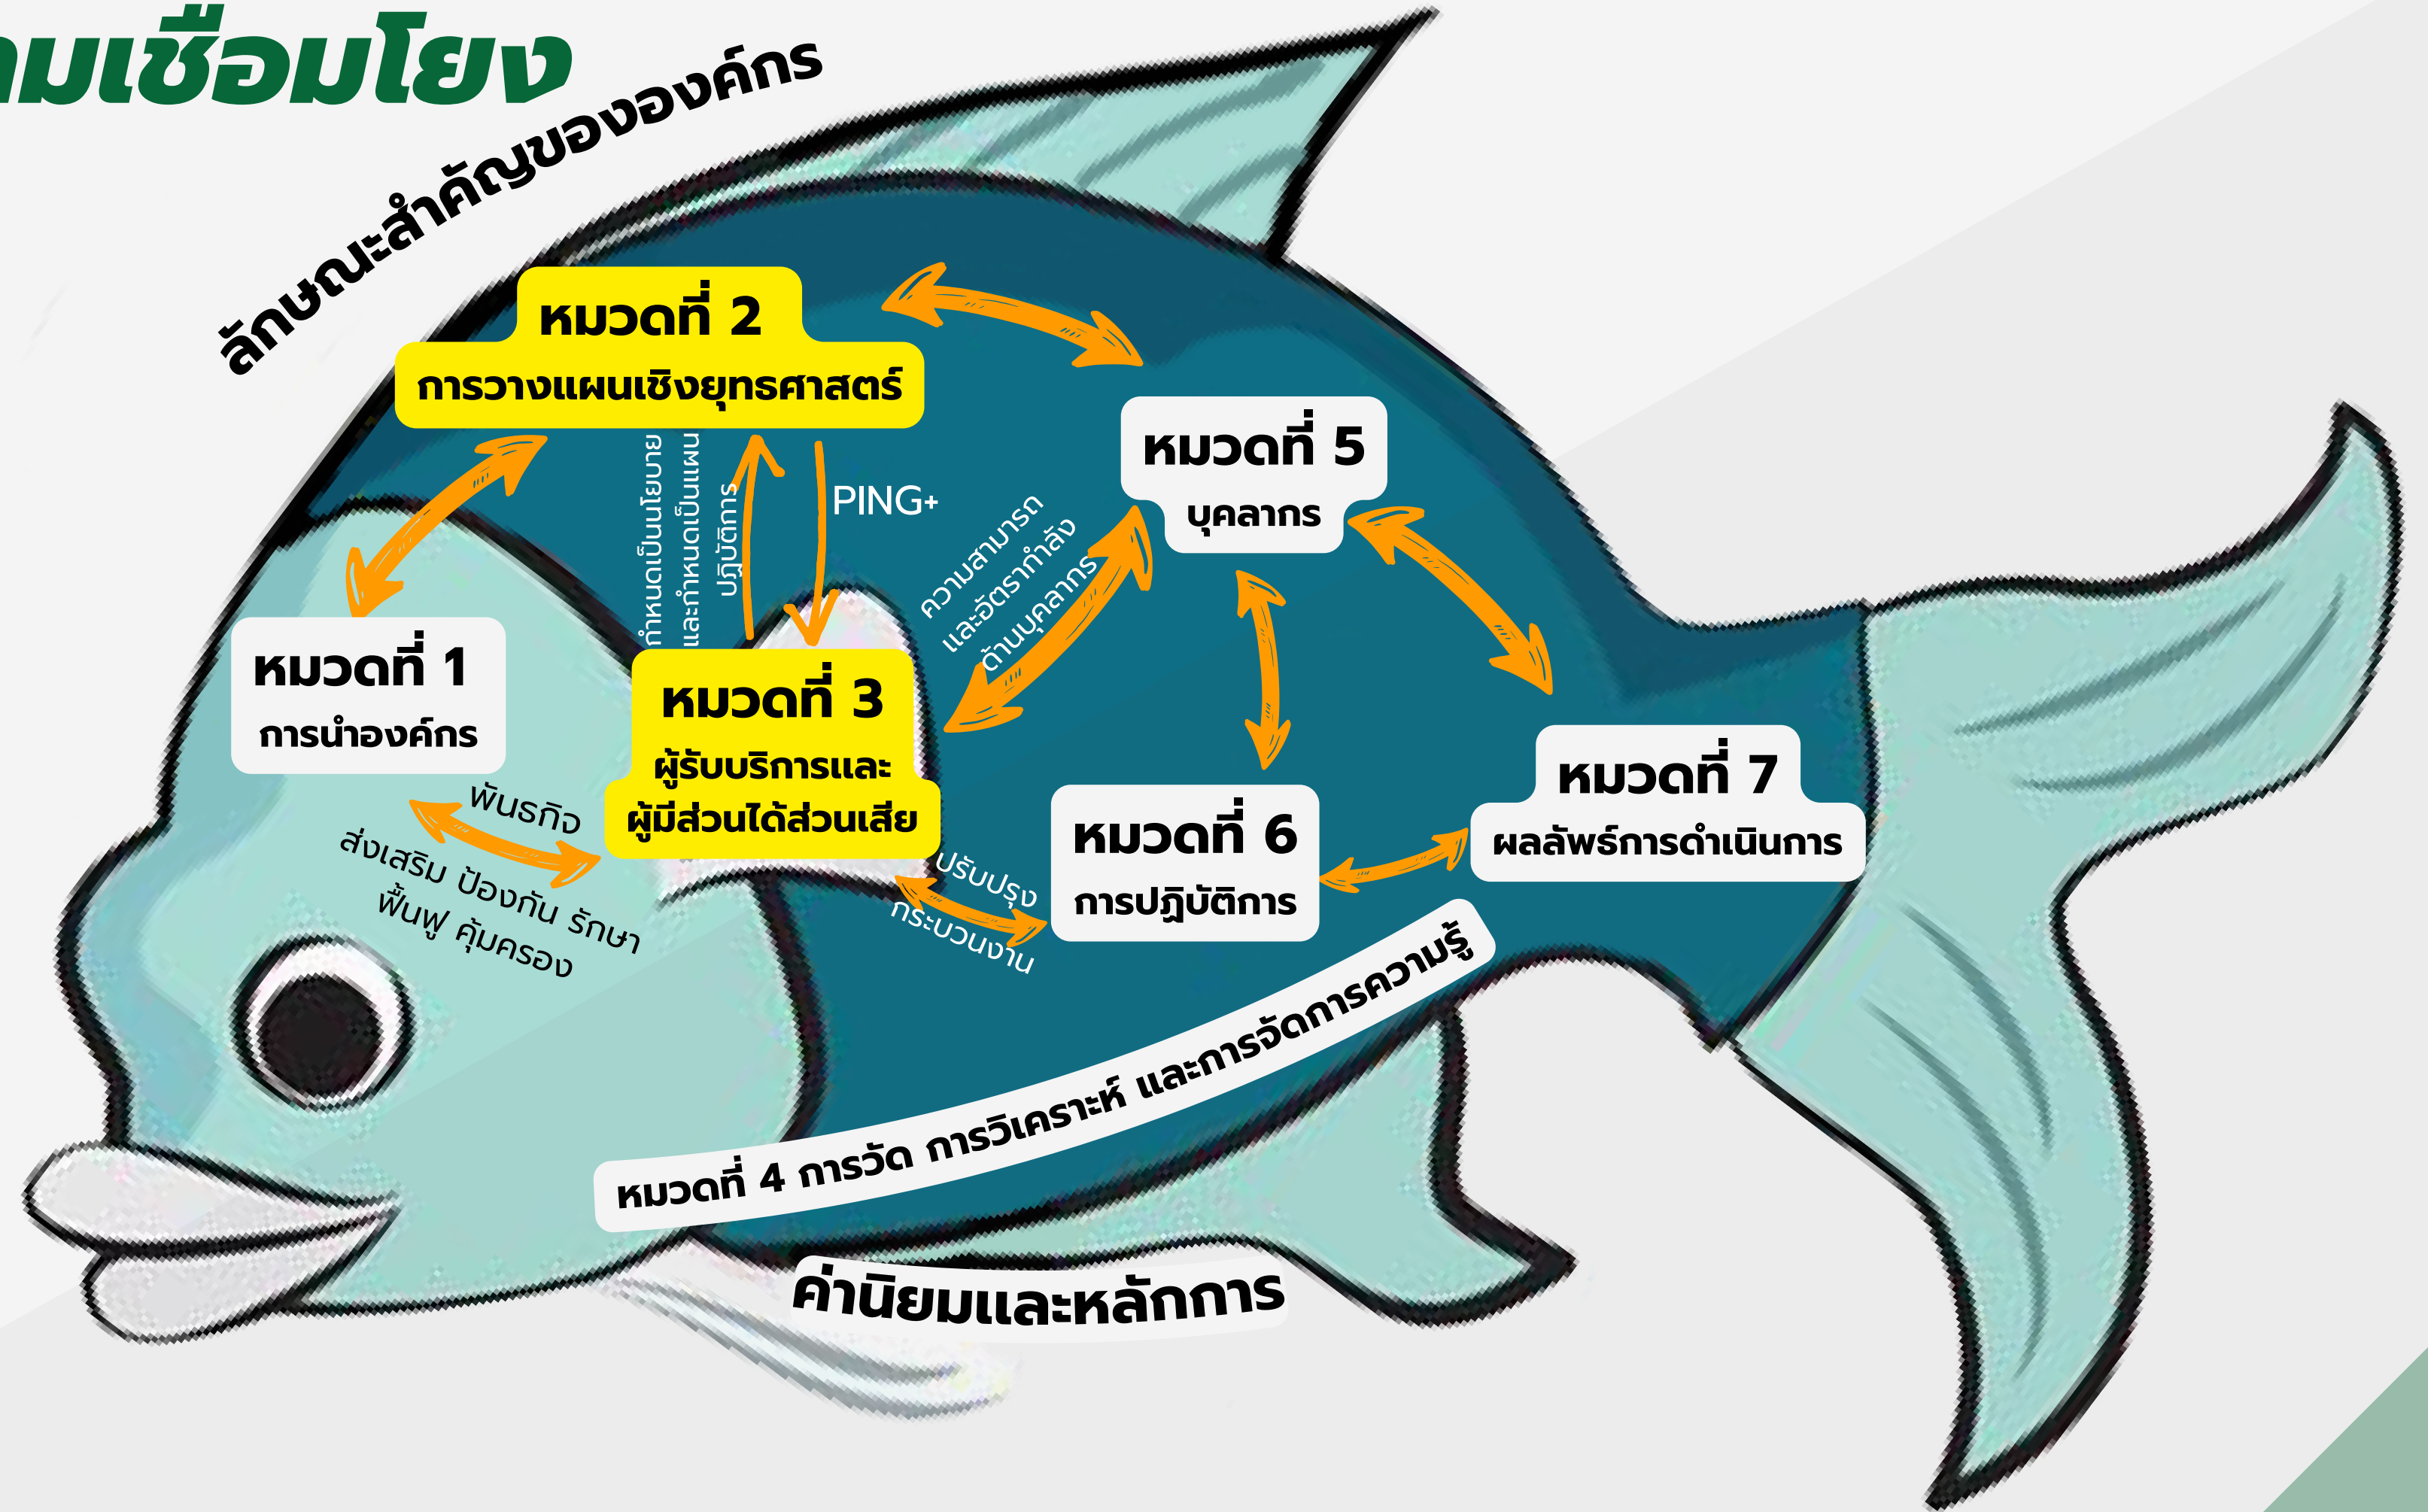 ามเชื่อมโยง
ลักษณะสำคัญขององค์กร
หมวดที่ 2
การวางแผนเชิงยุทธศาสตร์
หมวดที่ 5
บุคลากร
กำหนดเป็นนโยบาย
และกำหนดเป็นแผน
ปฏิบัติการ
PING+
ความสามารถ
และอัตรากำลัง
ด้านบุคลากร
หมวดที่ 1
การนำองค์กร
หมวดที่ 3
ผู้รับบริการและ
ผู้มีส่วนได้ส่วนเสีย
พันธกิจ
ส่งเสริม ป้องกัน รักษา
ฟื้นฟู คุ้มครอง
ปรับปรุง
กระบวนงาน
หมวดที่ 6
การปฏิบัติการ
หมวดที่ 7
ผลลัพธ์การดำเนินการ
หมวดที่ 4 การวัด การวิเคราะห์ และการจัดการความรู้
ค่านิยมและหลักการ